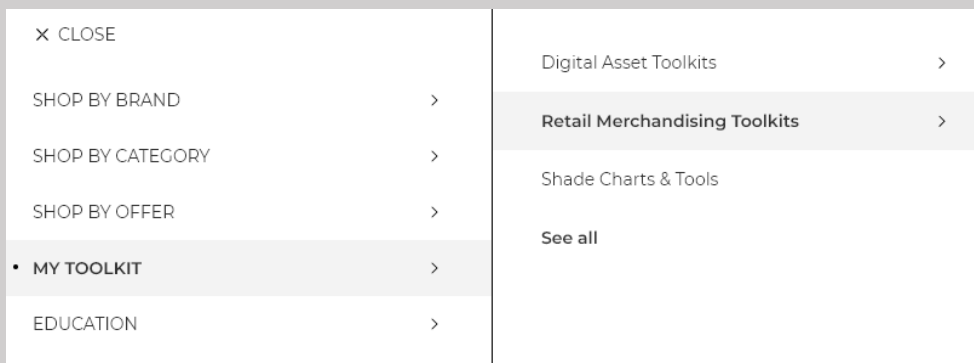 CLOSE
SHOP BY BRAND
SHOP BY CATEGORY
SHOP BY OFFER
MY TOOLKIT
EDUCATION
Digital Asset Toolkits
Retail Merchandising Toolkits
Shade Charts & Tools
See all